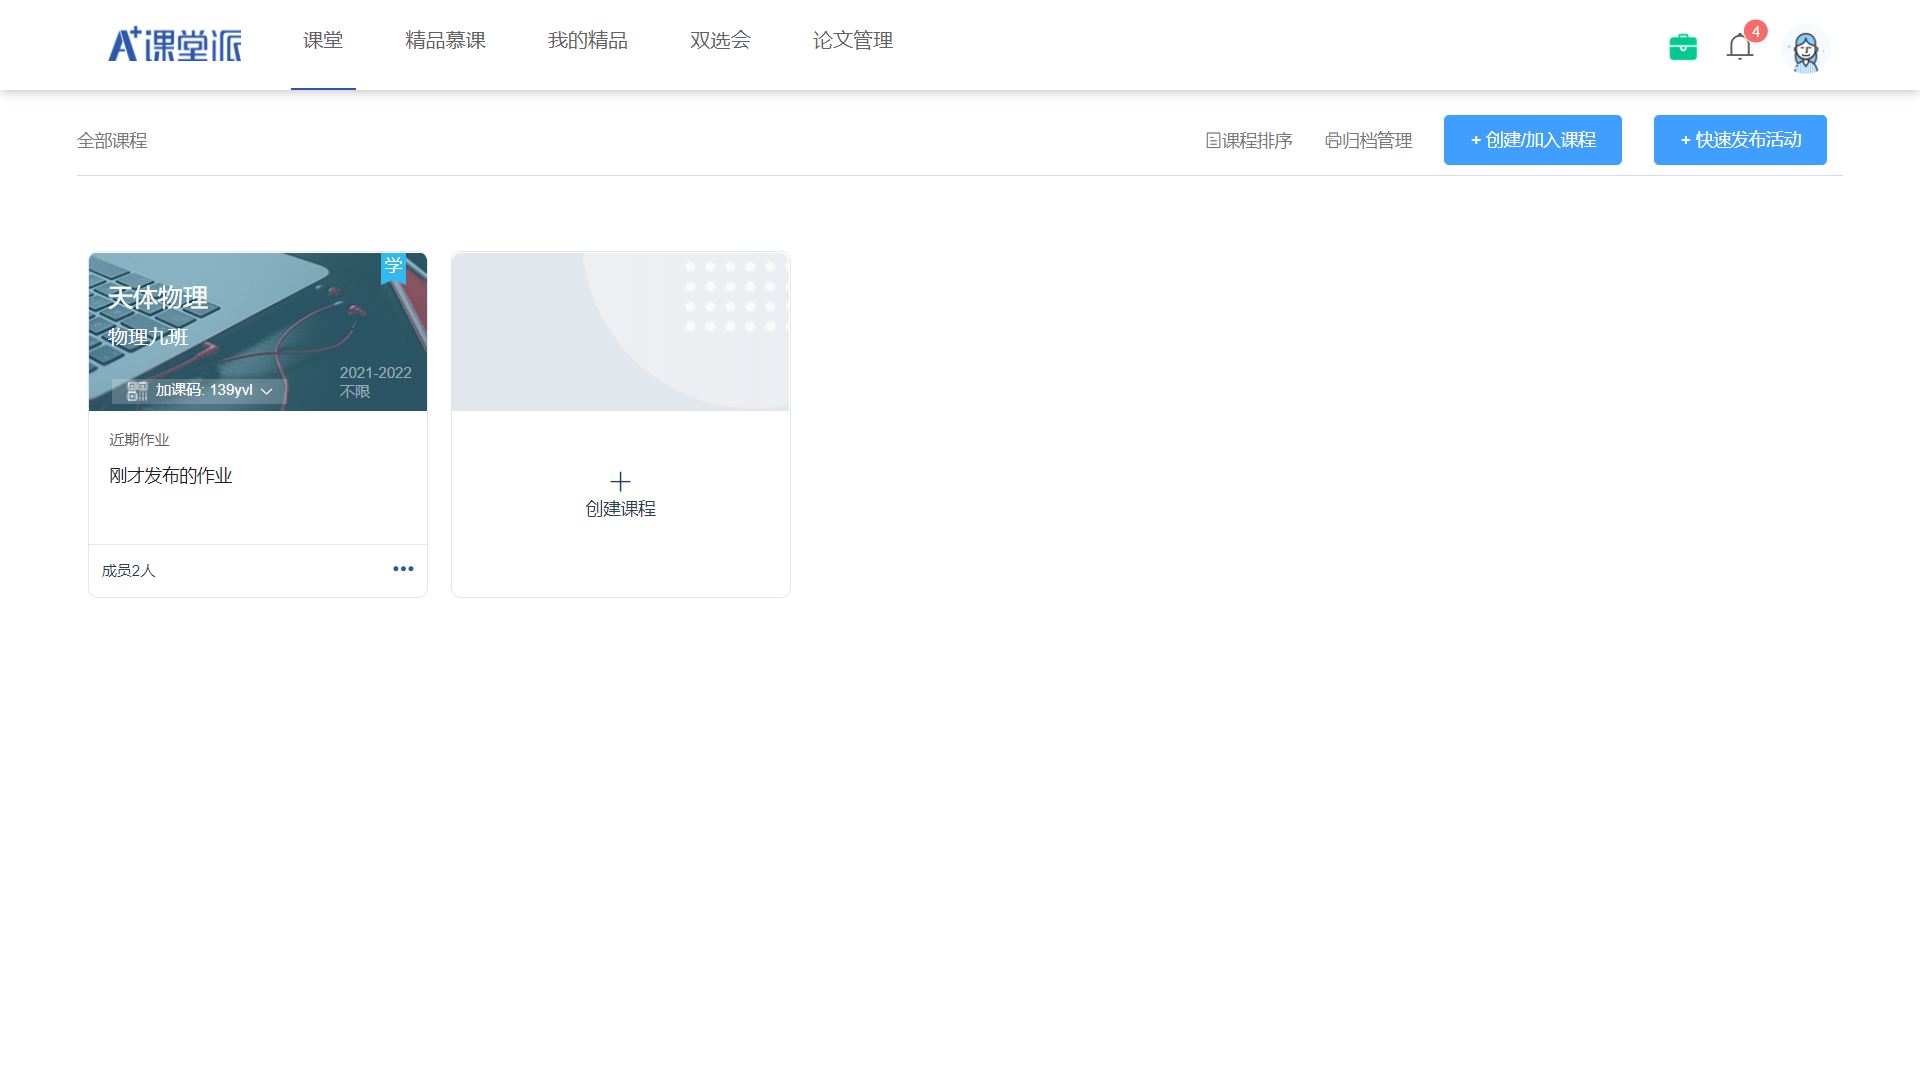 A+课堂派
课堂
精品慕课
我的精品
双选会
论文管理
4
全部课程
课程排序
归档管理
+ 创建/加入课程
+ 快速发布活动
学
天体物理
物理九班
2021-2022
加课码: 139yvl
不限
近期作业
刚才发布的作业
创建课程
成员2人